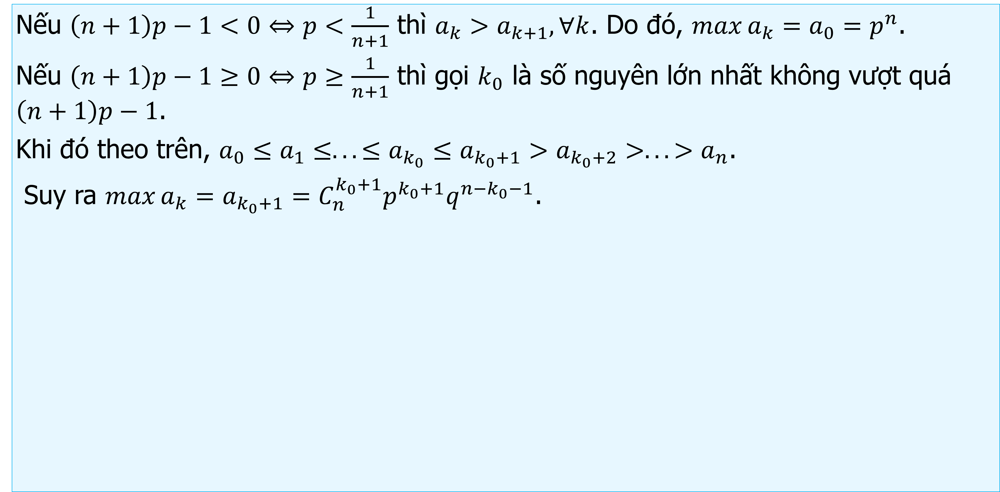 Nếu $(n + 1)p - 1 < 0 \Leftrightarrow p < \frac{1}{n+1}$ thì $a_k > a_{k+1}, \forall k$. Do đó, $max\, a_k = a_0 = p^n$.
Nếu $(n + 1)p - 1 \geq 0 \Leftrightarrow p \geq \frac{1}{n+1}$ thì gọi $k_0$ là số nguyên lớn nhất không vượt quá
$(n + 1)p - 1$.
Khi đó theo trên, $a_0 \leq a_1 \leq \ldots \leq a_{k_0} \leq a_{k_0+1} > a_{k_0+2} > \ldots > a_n$.
Suy ra $max\, a_k = a_{k_0+1} = C_n^{k_0+1} p^{k_0+1} q^{n-k_0-1}$.